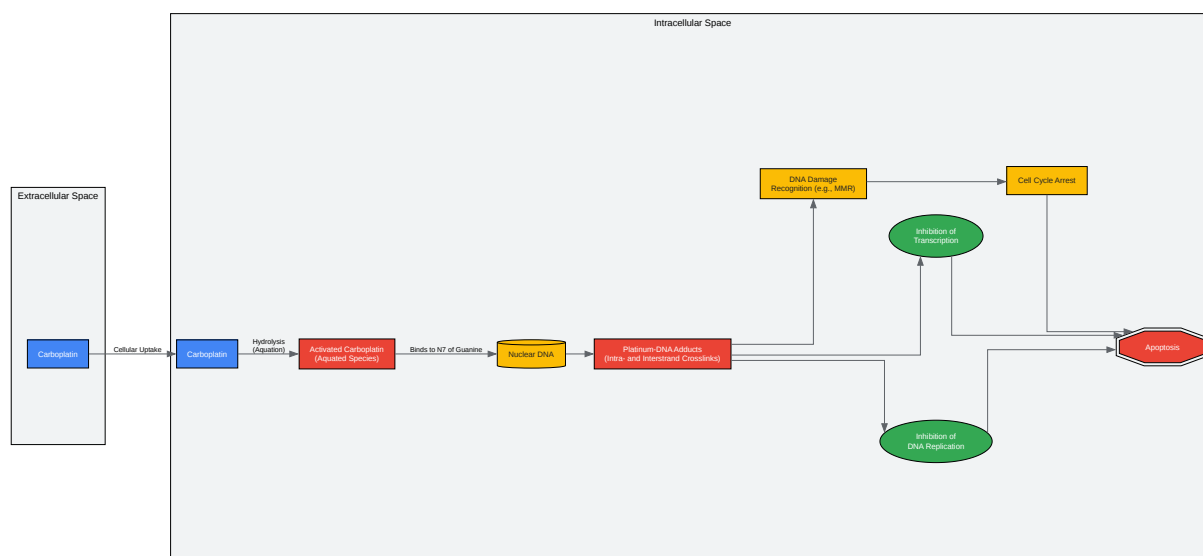 Intracellular Space
Extracellular Space
Carboplatin
Cellular Uptake
Carboplatin
Hydrolysis
(Aquation)
Activated Carboplatin
(Aquated Species)
Binds to N7 of Guanine
Nuclear DNA
Platinum-DNA Adducts
(Intra- and Interstrand Crosslinks)
DNA Damage
Recognition (e.g., MMR)
Cell Cycle Arrest
Inhibition of
Transcription
Inhibition of
DNA Replication
Apoptosis